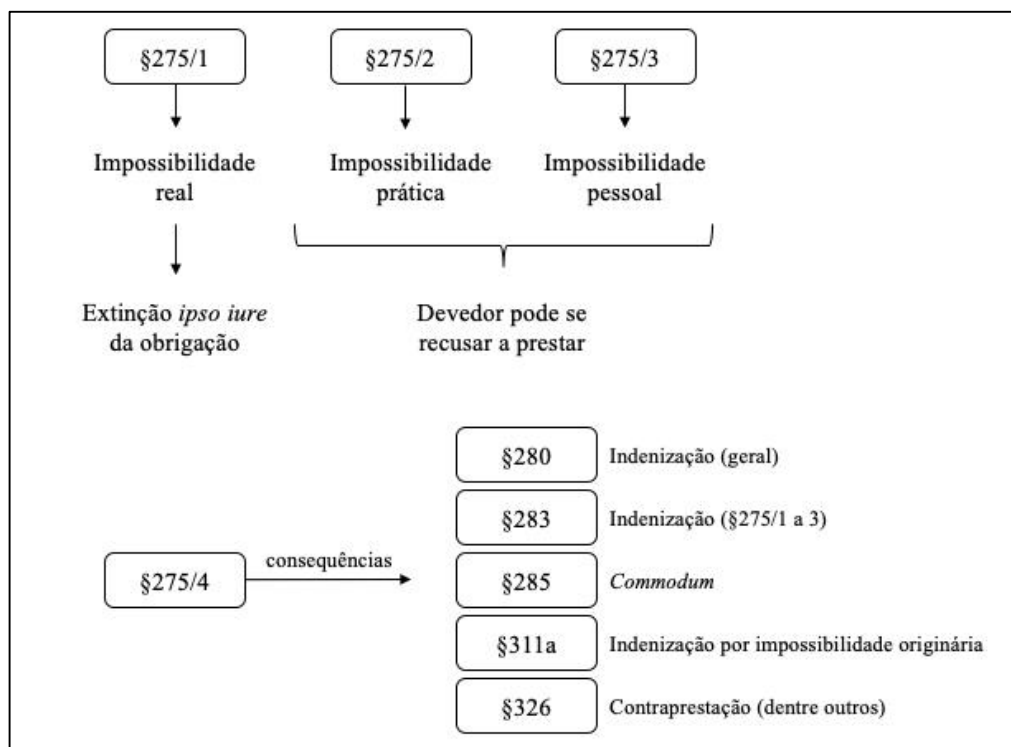 §275/1
§275/2
§275/3
Impossibilidade
real
Impossibilidade
prática
Impossibilidade
pessoal
Extinção ipso iure
da obrigação
Devedor pode se
recusar a prestar
§275/4
consequências
§280
Indenização (geral)
§283
Indenização (§275/1 a 3)
§285
Commodum
§311a
Indenização por impossibilidade originária
§326
Contraprestação (dentre outros)